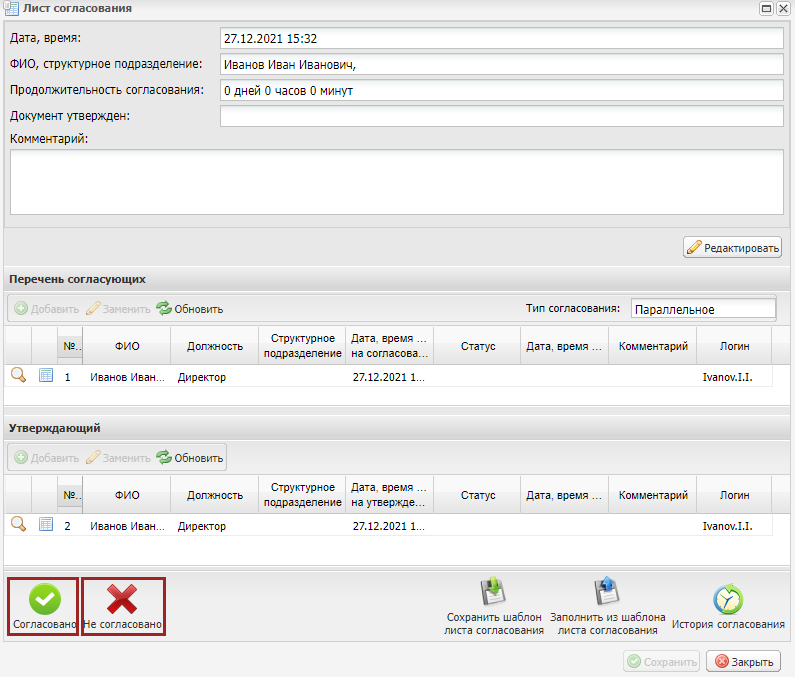 Лист согласования
Дата, время: 27.12.2021 15:32
ФИО, структурное подразделение: Иванов Иван Иванович,
Продолжительность согласования: 0 дней 0 часов 0 минут
Документ утвержден:
Комментарий:
Редактировать
Перечень согласующих
Добавить Заменить Обновить Тип согласования: Параллельное
№.. ФИО Должность Структурное подразделение Дата, время ... на согласова... Статус Дата, время ... Комментарий Логин
1 Иванов Иван... Директор 27.12.2021 1... Ivanov.I.I.
Утверждающий
Добавить Заменить Обновить
№.. ФИО Должность Структурное подразделение Дата, время ... на утвержде... Статус Дата, время ... Комментарий Логин
2 Иванов Иван... Директор 27.12.2021 1... Ivanov.I.I.
Согласовано Не согласовано Сохранить шаблон листа согласования Заполнить из шаблона листа согласования История согласования
Сохранить Закрыть